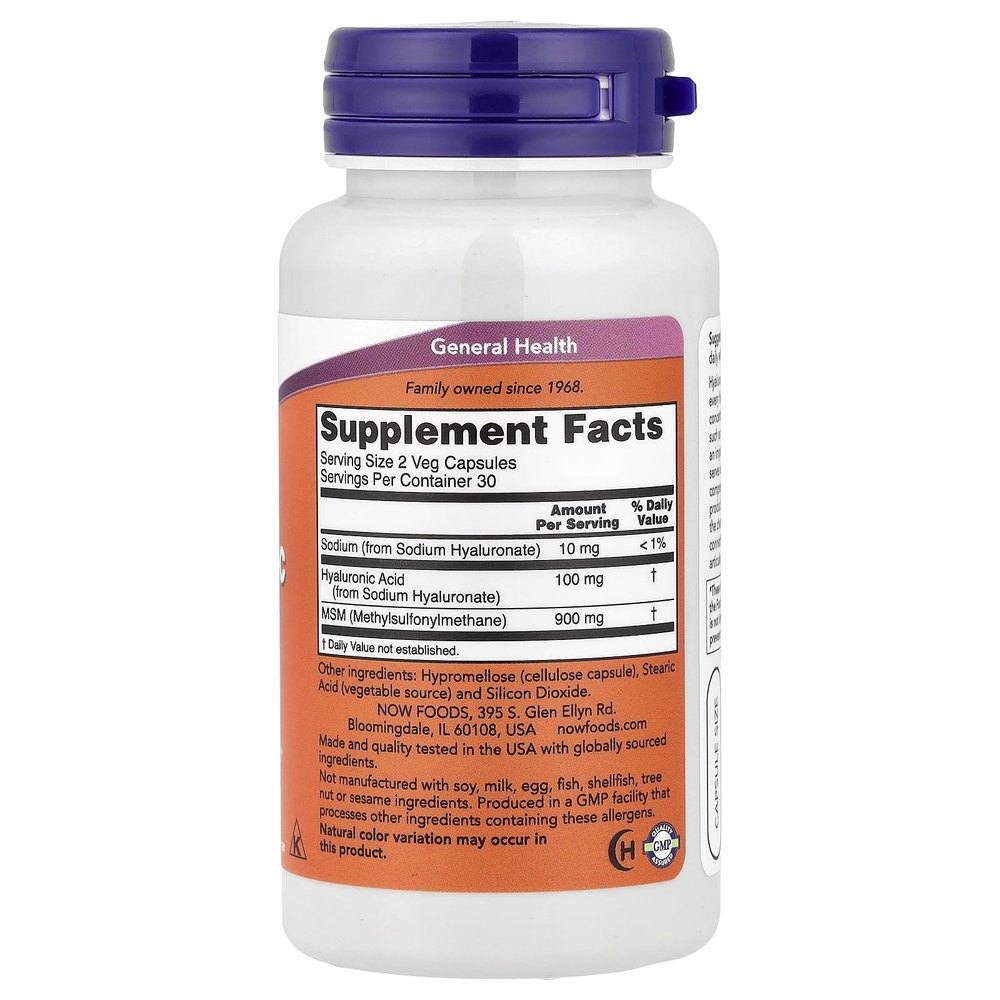 General Health
Family owned since 1968.
Supplement Facts
Serving Size 2 Veg Capsules
Servings Per Container 30
Amount Per Serving % Daily Value
Sodium (from Sodium Hyaluronate) 10 mg <1%
Hyaluronic Acid 100 mg †
(from Sodium Hyaluronate)
MSM (Methylsulfonylmethane) 900 mg †
† Daily Value not established.
Other ingredients: Hypromellose (cellulose capsule), Stearic
Acid (vegetable source) and Silicon Dioxide.
NOW FOODS, 395 S. Glen Ellyn Rd.
Bloomingdale, IL 60108, USA nowfoods.com
Made and quality tested in the USA with globally sourced
ingredients.
Not manufactured with soy, milk, egg, fish, shellfish, tree
nut or sesame ingredients. Produced in a GMP facility that
processes other ingredients containing these allergens.
Natural color variation may occur in
this product.
K
H
QUALITY
GMP
ASSURED
CAPSULE SIZE